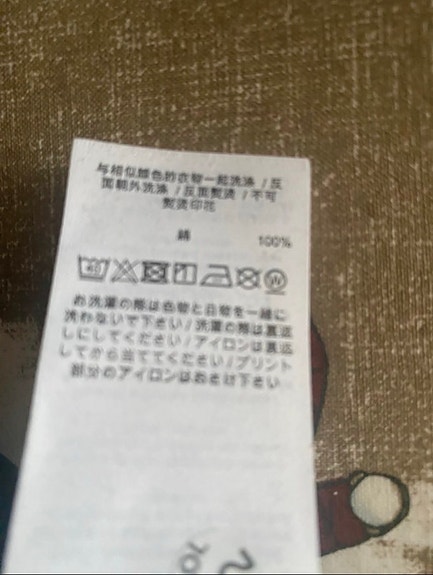 与相似颜色的衣物一起洗涤 / 反
面翻外洗涤 / 反面熨烫 / 不可
熨烫印花
綿 100%
お洗濯の際は色物と白物を一緒に
洗わないで下さい / 洗濯の際は裏返
しにしてください / アイロンは裏返
してから当ててください / プリント
部分のアイロンはおさけ下さい